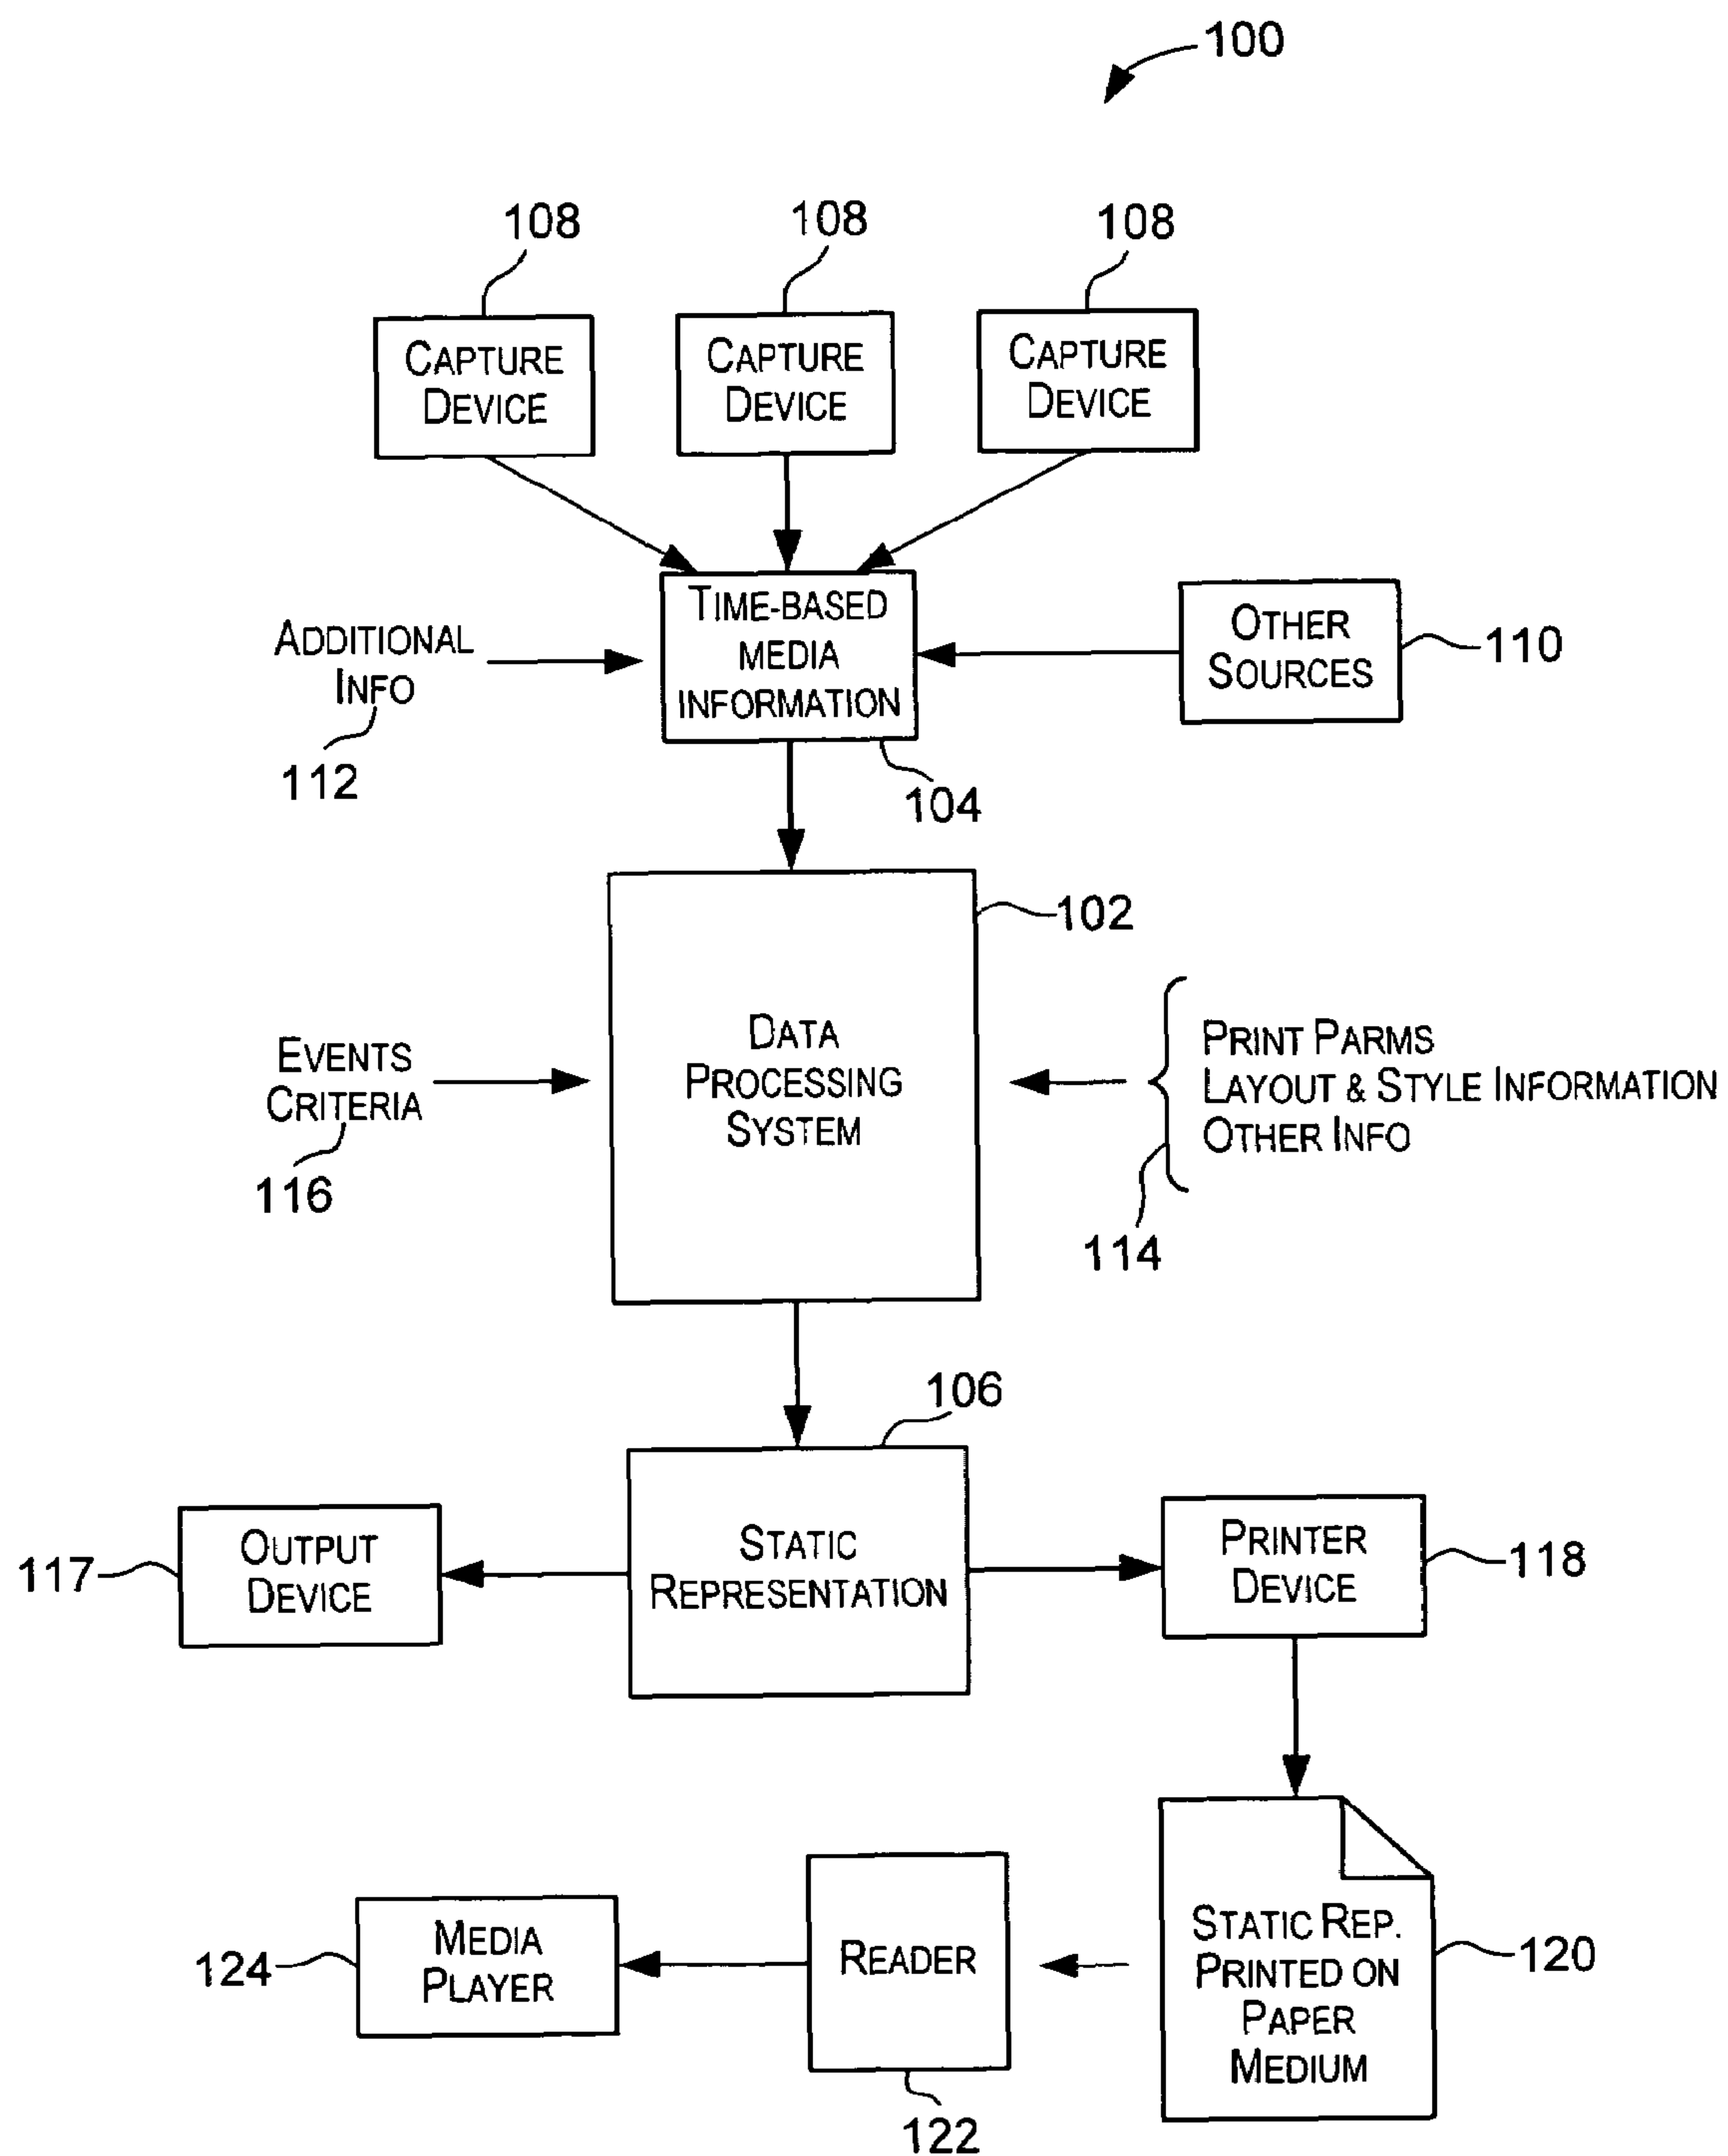 100
108
108
108
CAPTURE
DEVICE
CAPTURE
DEVICE
CAPTURE
DEVICE
ADDITIONAL
INFO
112
TIME-BASED
MEDIA
INFORMATION
104
OTHER
SOURCES
110
102
EVENTS
CRITERIA
116
DATA
PROCESSING
SYSTEM
PRINT PARMS
LAYOUT & STYLE INFORMATION
OTHER INFO
114
106
117
OUTPUT
DEVICE
STATIC
REPRESENTATION
PRINTER
DEVICE
118
124
MEDIA
PLAYER
READER
122
STATIC REP.
PRINTED ON
PAPER
MEDIUM
120